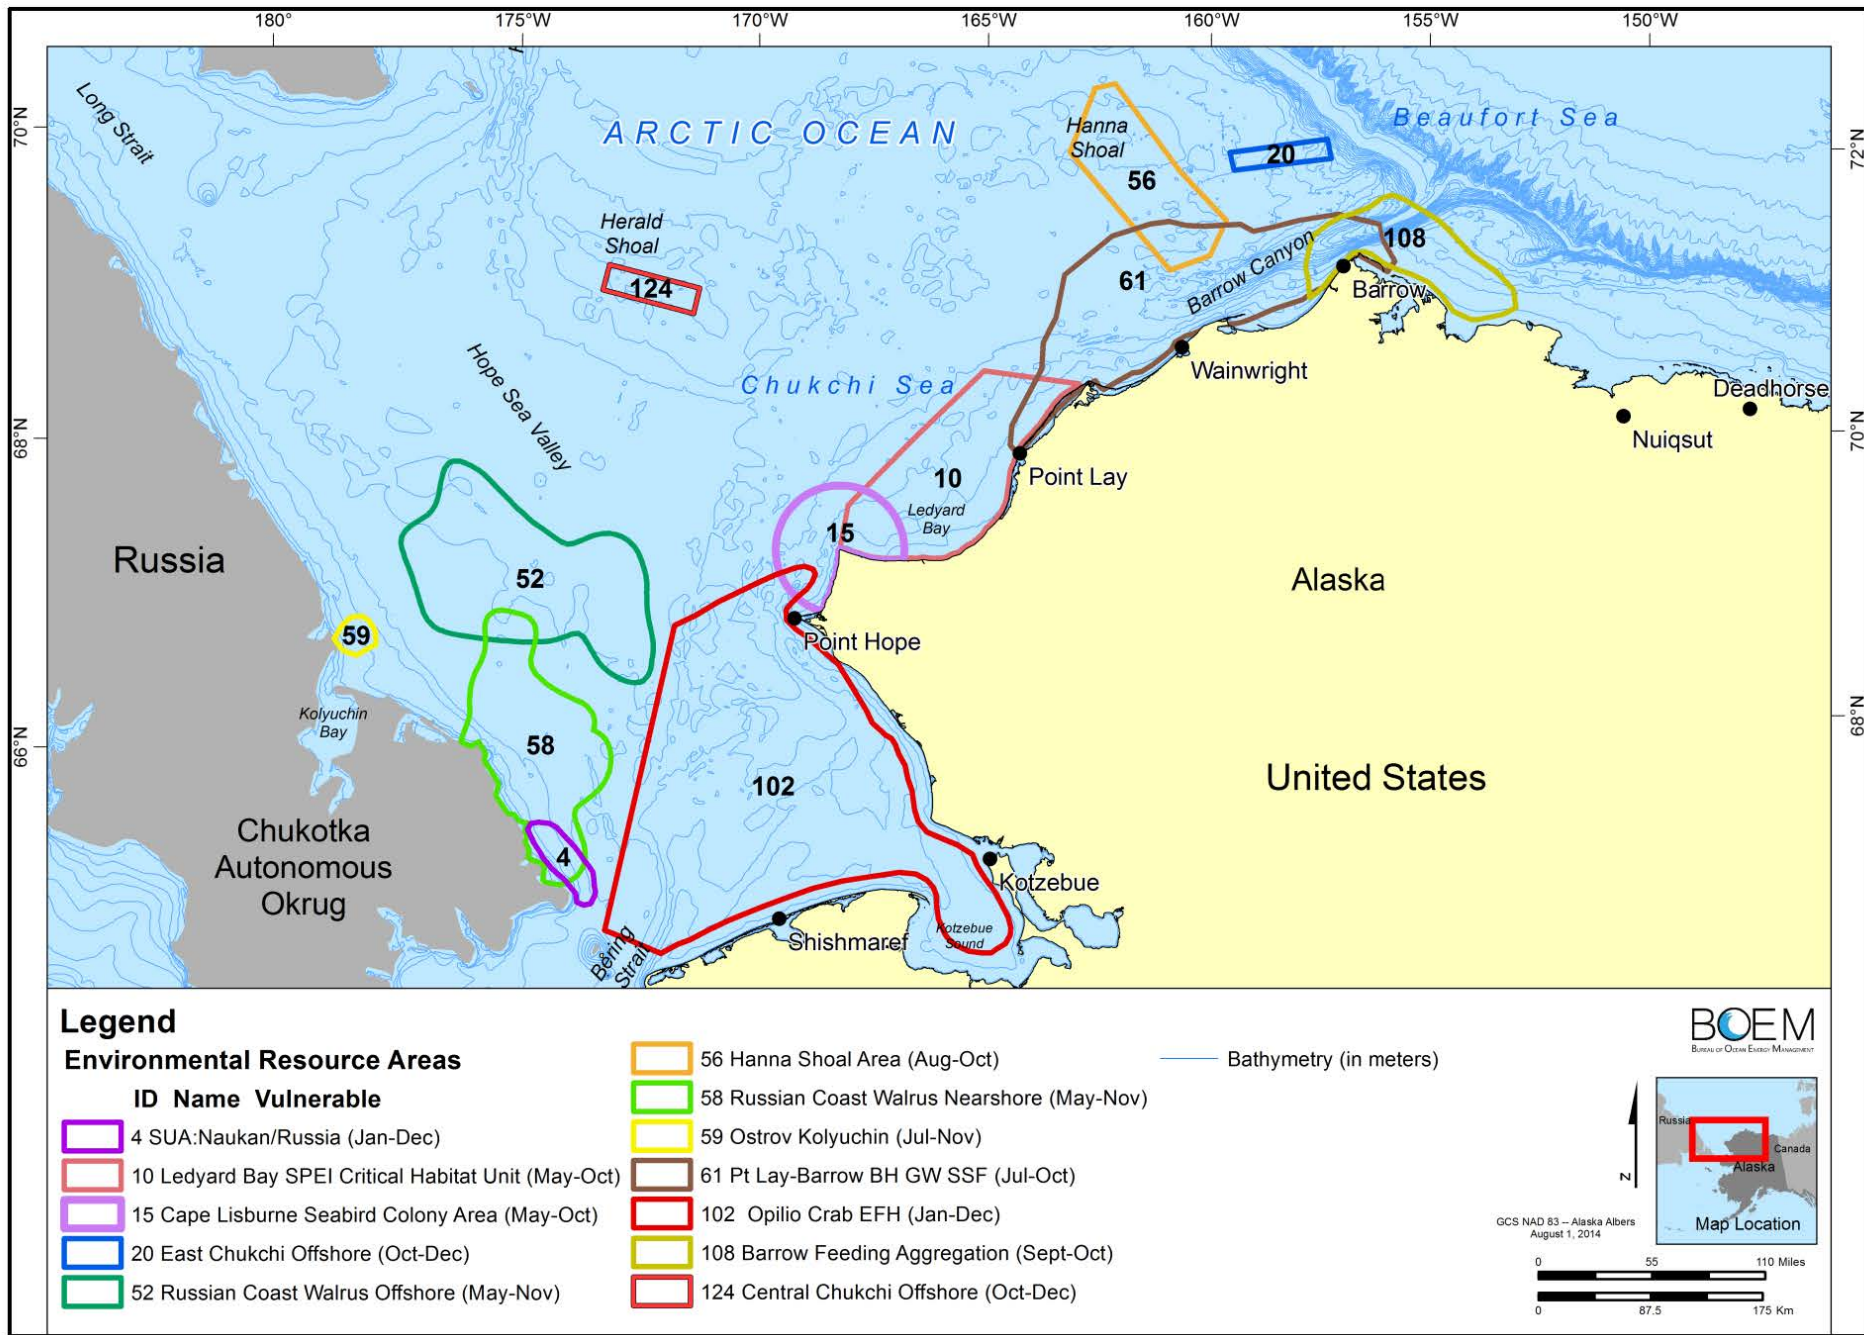 180°
175°W
170°W
165°W
160°W
155°W
150°W
70°N
68°N
66°N
72°N
70°N
68°N
Long Strait
ARCTIC OCEAN
Beaufort Sea
Hanna
Shoal
56
20
Herald
Shoal
124
108
61
Barrow Canyon
Barrow
Wainwright
Hope Sea Valley
Chukchi Sea
Deadhorse
Nuiqsut
10
Point Lay
Ledyard
Bay
15
Russia
52
Alaska
59
Point Hope
Kolyuchin
Bay
58
102
United States
Chukotka
Autonomous
Okrug
4
Kotzebue
Shishmaref
Kotzebue
Sound
Bering
Strait
Legend
Environmental Resource Areas
ID Name Vulnerable
4 SUA:Naukan/Russia (Jan-Dec)
10 Ledyard Bay SPEI Critical Habitat Unit (May-Oct)
15 Cape Lisburne Seabird Colony Area (May-Oct)
20 East Chukchi Offshore (Oct-Dec)
52 Russian Coast Walrus Offshore (May-Nov)
56 Hanna Shoal Area (Aug-Oct)
58 Russian Coast Walrus Nearshore (May-Nov)
59 Ostrov Kolyuchin (Jul-Nov)
61 Pt Lay-Barrow BH GW SSF (Jul-Oct)
102 Opilio Crab EFH (Jan-Dec)
108 Barrow Feeding Aggregation (Sept-Oct)
124 Central Chukchi Offshore (Oct-Dec)
Bathymetry (in meters)
BOEM
BUREAU OF OCEAN ENERGY MANAGEMENT
Russia
Canada
Alaska
Map Location
N
GCS NAD 83 -- Alaska Albers
August 1, 2014
0 55 110 Miles
0 87.5 175 Km